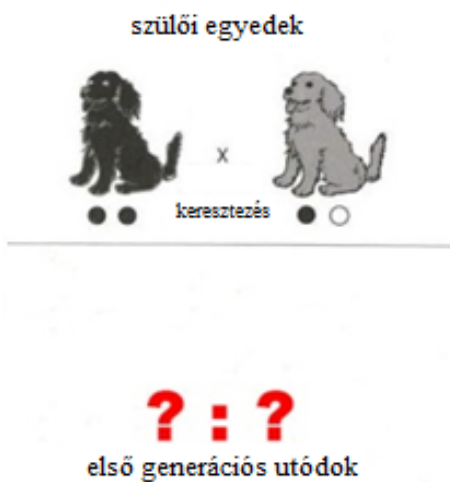 szülői egyedek
x
keresztezés
? : ?
első generációs utódok